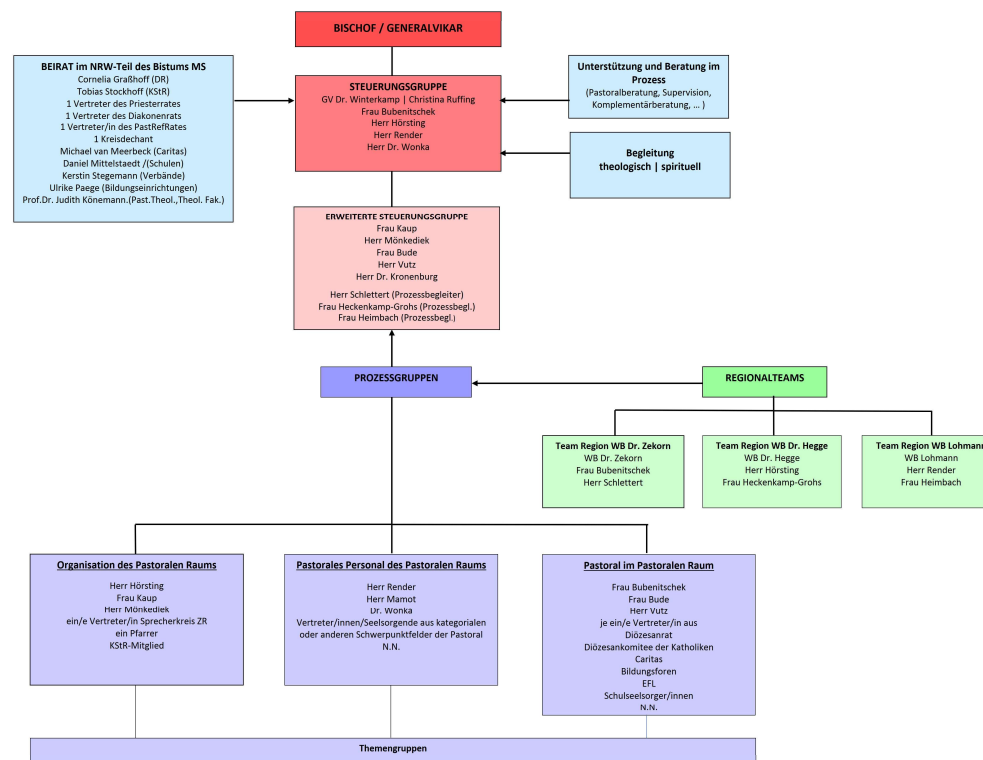 BISCHOF / GENERALVIKAR
BEIRAT im NRW-Teil des Bistums MS
Cornelia Graßhoff (DR)
Tobias Stockhoff (KStR)
1 Vertreter des Priesterrates
1 Vertreter des Diakonenrats
1 Vertreter/in des PastRefRates
1 Kreisdechant
Michael van Meerbeck (Caritas)
Daniel Mittelstaedt /(Schulen)
Kerstin Stegemann (Verbände)
Ulrike Paege (Bildungseinrichtungen)
Prof.Dr. Judith Könemann.(Past.Theol.,Theol. Fak.)
STEUERUNGSGRUPPE
GV Dr. Winterkamp | Christina Ruffing
Frau Bubenitschek
Herr Hörsting
Herr Render
Herr Dr. Wonka
Unterstützung und Beratung im
Prozess
(Pastoralberatung, Supervision,
Komplementärberatung, ... )
Begleitung
theologisch | spirituell
ERWEITERTE STEUERUNGSGRUPPE
Frau Kaup
Herr Mönkediek
Frau Bude
Herr Vutz
Herr Dr. Kronenburg
Herr Schlettert (Prozessbegleiter)
Frau Heckenkamp-Grohs (Prozessbegl.)
Frau Heimbach (Prozessbegl.)
PROZESSGRUPPEN
REGIONALTEAMS
Team Region WB Dr. Zekorn
WB Dr. Zekorn
Frau Bubenitschek
Herr Schlettert
Team Region WB Dr. Hegge
WB Dr. Hegge
Herr Hörsting
Frau Heckenkamp-Grohs
Team Region WB Lohmann
WB Lohmann
Herr Render
Frau Heimbach
Organisation des Pastoralen Raums
Herr Hörsting
Frau Kaup
Herr Mönkediek
ein/e Vertreter/in Sprecherkreis ZR
ein Pfarrer
KStR-Mitglied
Pastorales Personal des Pastoralen Raums
Herr Render
Herr Mamot
Dr. Wonka
Vertreter/innen/Seelsorgende aus kategorialen
oder anderen Schwerpunktfelder der Pastoral
N.N.
Pastoral im Pastoralen Raum
Frau Bubenitschek
Frau Bude
Herr Vutz
je ein/e Vertreter/in aus
Diözesanrat
Diözesankomitee der Katholiken
Caritas
Bildungsforen
EFL
Schulseelsorger/innen
N.N.
Themengruppen